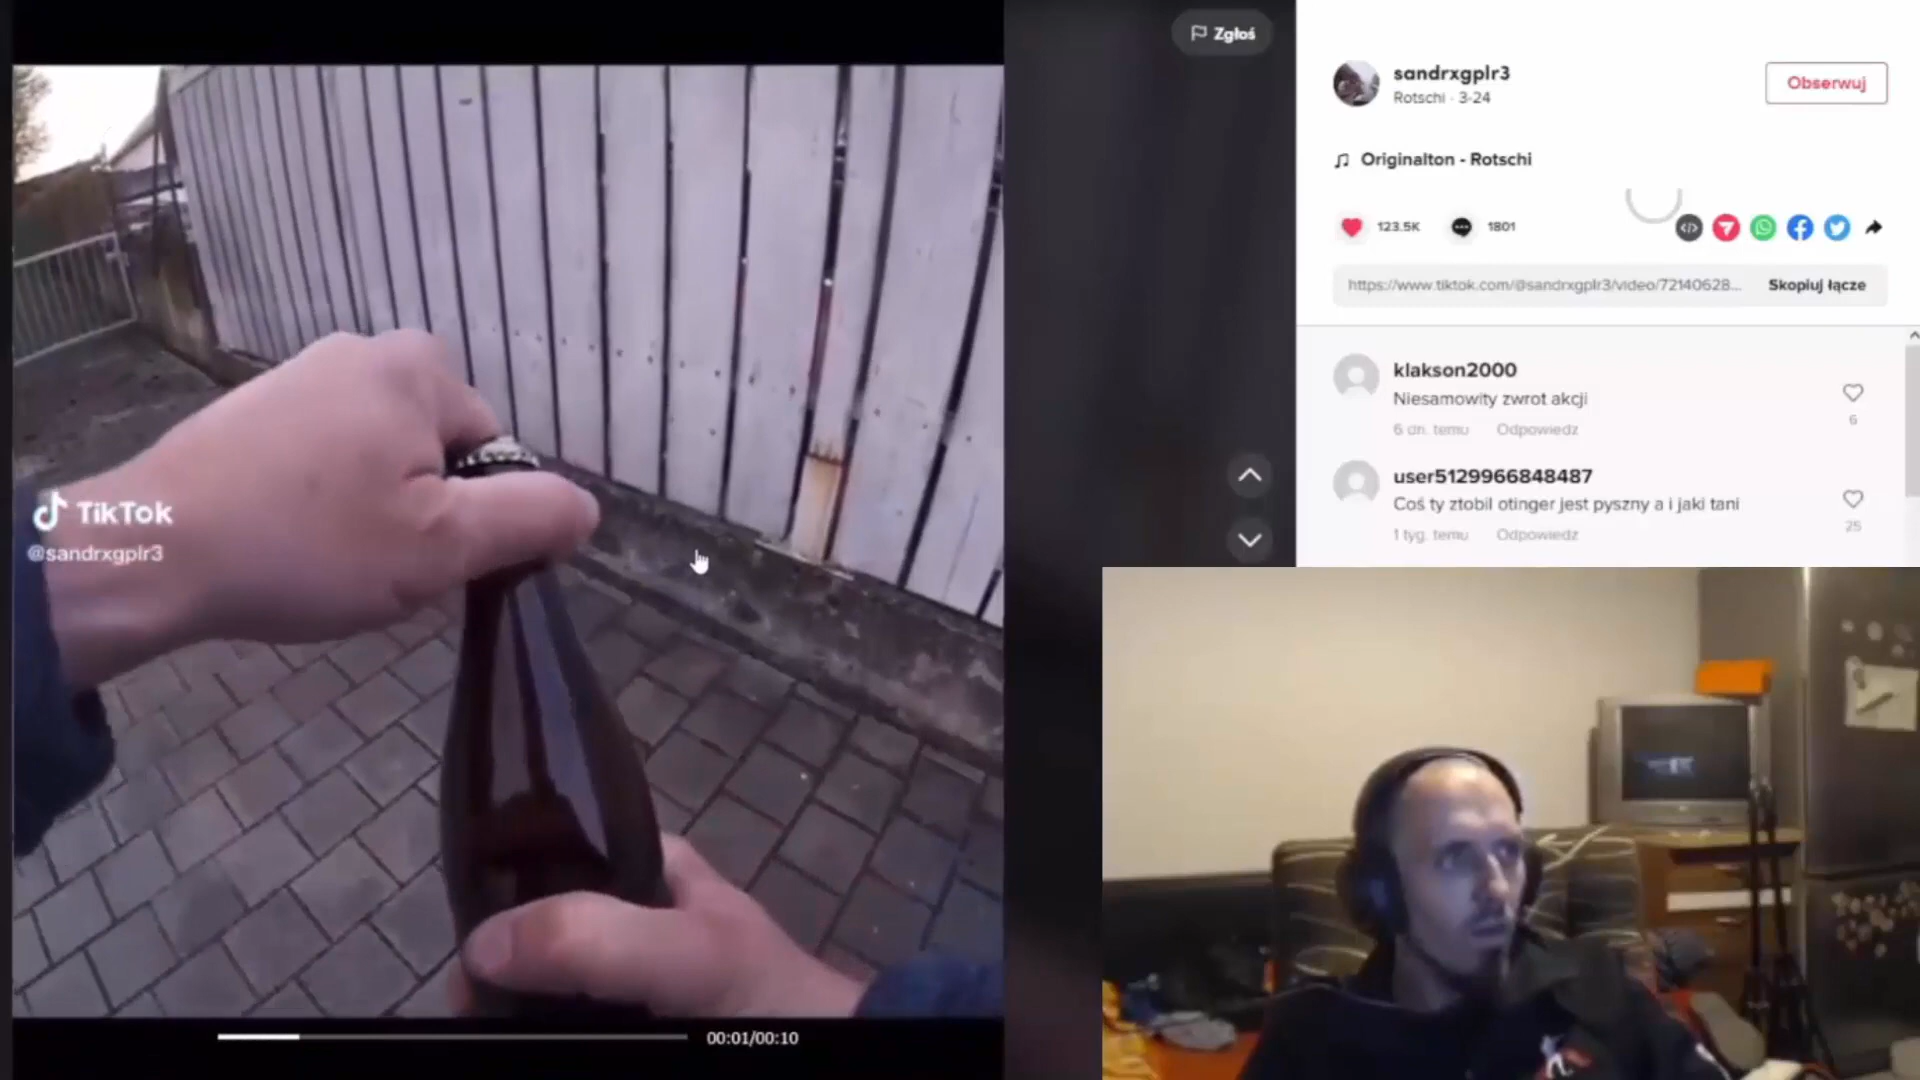 Zgłoś
TikTok
@sandrxgplr3
00:01/00:10
sandrxgplr3
Rotschi · 3-24
Obserwuj
Originalton - Rotschi
123.5K
1801
https://www.tiktok.com/@sandrxgplr3/video/72140628...
Skopiuj łącze
klakson2000
Niesamowity zwrot akcji
6
6 dn. temu
Odpowiedz
user5129966848487
Coś ty ztobil otinger jest pyszny a i jaki tani
25
1 tyg. temu
Odpowiedz